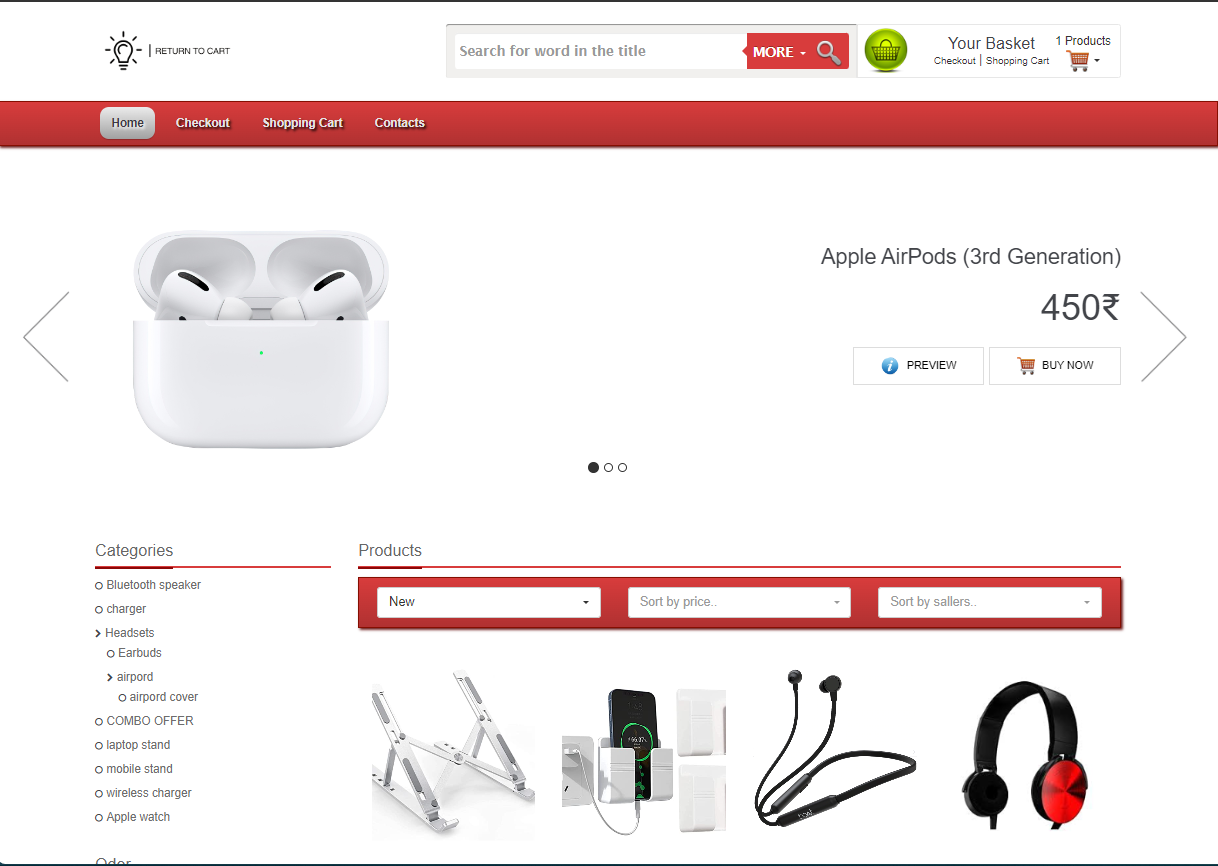 RETURN TO CART
Search for word in the title
MORE
Your Basket
1 Products
Checkout | Shopping Cart
Home
Checkout
Shopping Cart
Contacts
Apple AirPods (3rd Generation)
450₹
PREVIEW
BUY NOW
Categories
Bluetooth speaker
charger
Headsets
Earbuds
airpord
airpord cover
COMBO OFFER
laptop stand
mobile stand
wireless charger
Apple watch
Products
New
Sort by price..
Sort by sallers..